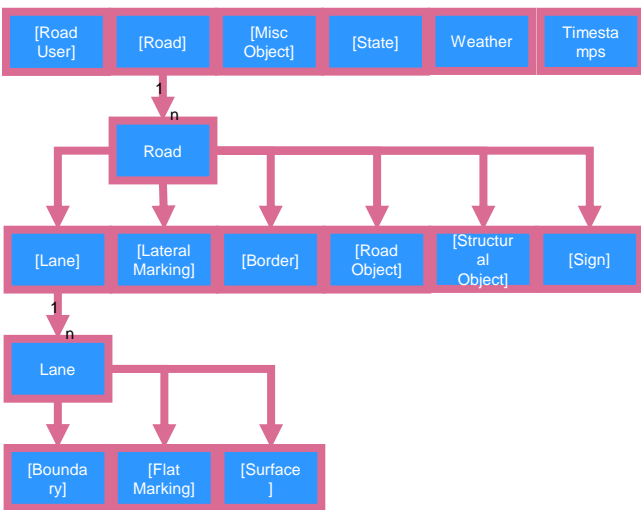 [Road
User]
[Road]
[Misc
Object]
[State]
Weather
Timesta
mps
1
n
Road
[Lane]
[Lateral
Marking]
[Border]
[Road
Object]
[Structur
al
Object]
[Sign]
1
n
Lane
[Bounda
ry]
[Flat
Marking]
[Surface
]